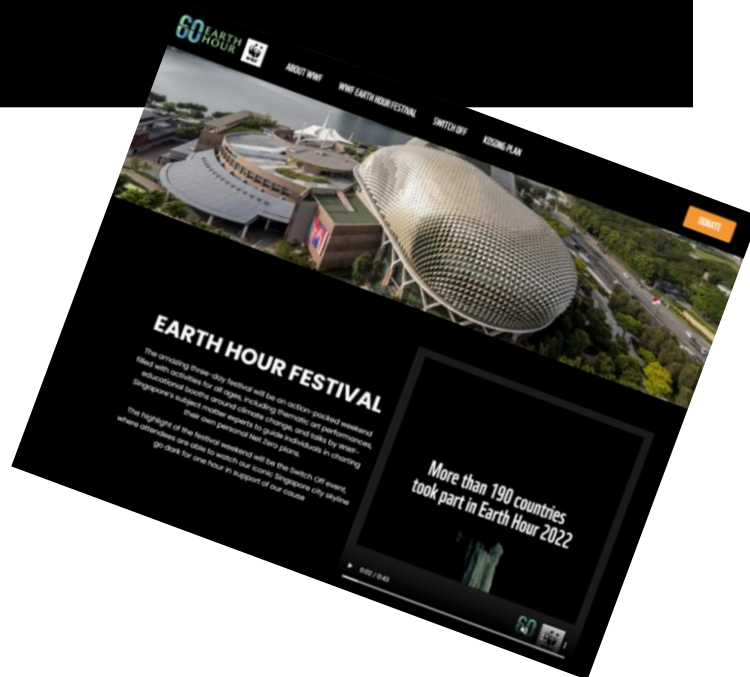 60 EARTH
HOUR
WWF
ABOUT WWF
WWF EARTH HOUR FESTIVAL
SWITCH OFF
KUSONG PLAN
DONATE
EARTH HOUR FESTIVAL
The amazing three-day festival will be an action-packed weekend
filled with activities for all ages, including thematic art performances,
educational booths around climate change, and talks by WWF-
Singapore's subject matter experts to guide individuals in charting
their own personal Net Zero plans.
The highlight of the festival weekend will be the Switch Off event,
where attendees are able to watch our iconic Singapore city skyline
go dark for one hour in support of our cause
More than 190 countries
took part in Earth Hour 2022
0:02 / 0:43
60